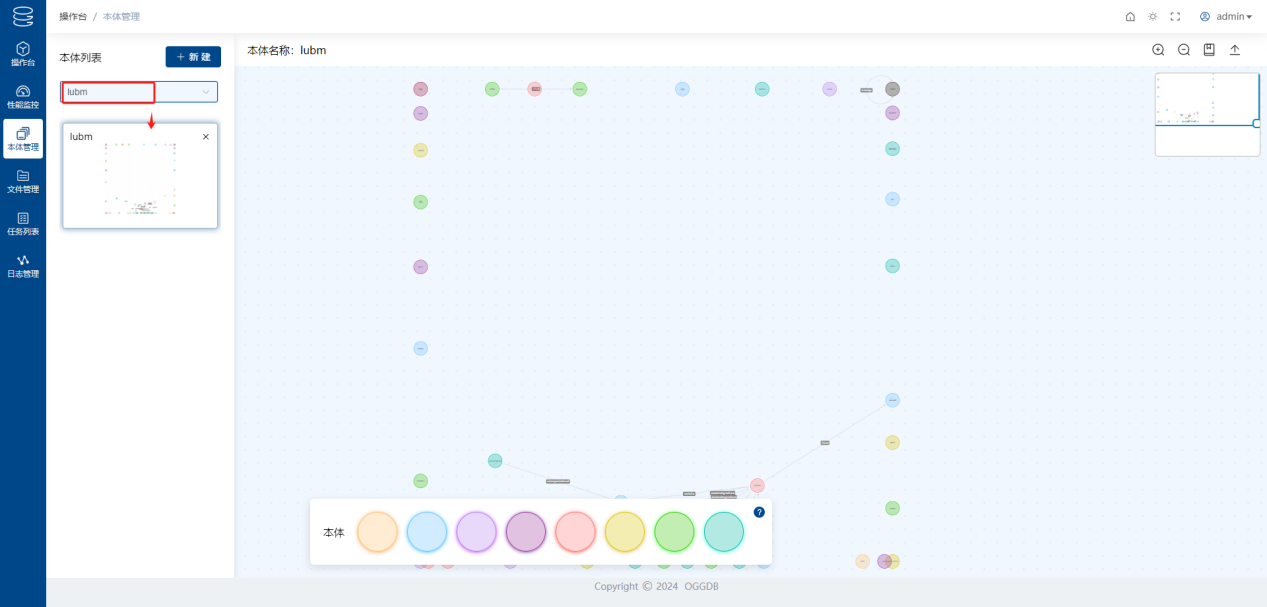 操作台 / 本体管理
admin
操作台
性能监控
本体管理
文件管理
任务列表
日志管理
本体列表
+ 新 建
lubm
lubm
本体名称：lubm
本体
?
Copyright © 2024 OGGDB